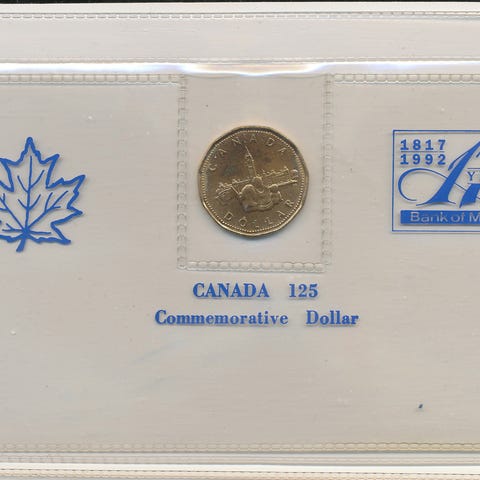 CANADA
DOLLAR
CANADA 125
Commemorative Dollar
1817
1992
Bank of M